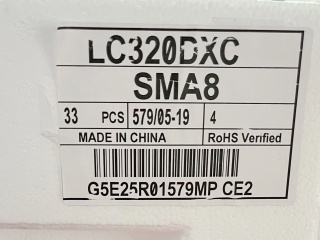 LC320DXC
SMA8
33 PCS 579/05-19 4
MADE IN CHINA RoHS Verified
G5E25R01579MP CE2